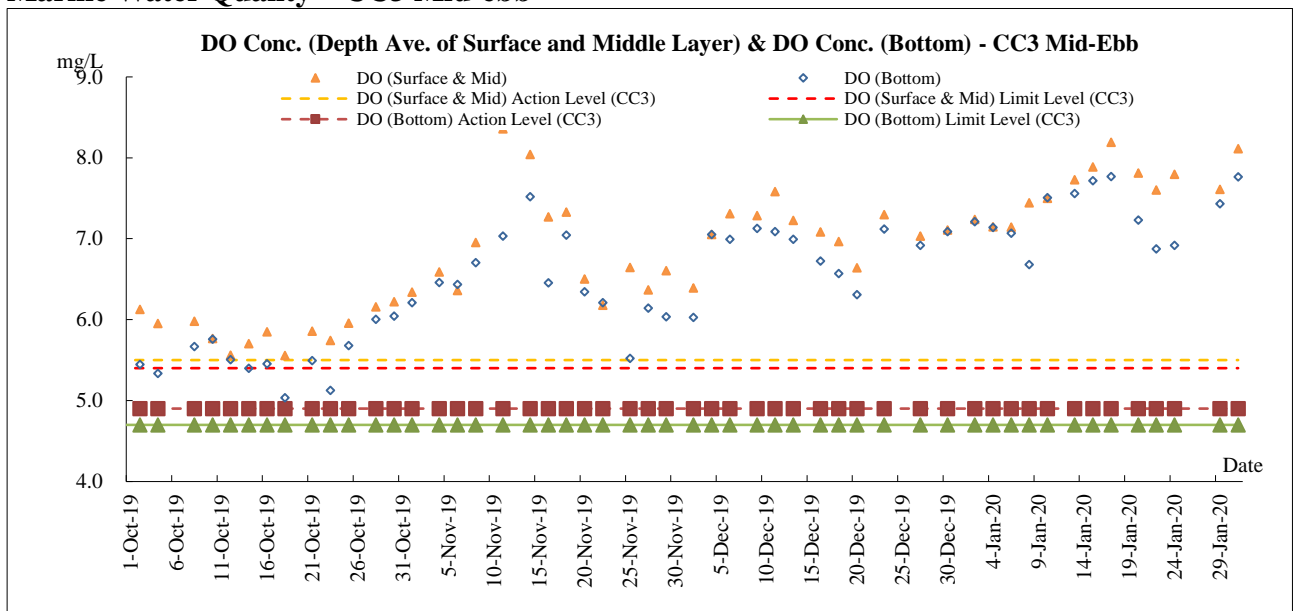 Marine Water Quality - CC3 Mid-ebb
DO Conc. (Depth Ave. of Surface and Middle Layer) & DO Conc. (Bottom) - CC3 Mid-Ebb
mg/L
DO (Surface & Mid)
DO (Bottom)
DO (Surface & Mid) Action Level (CC3)
DO (Surface & Mid) Limit Level (CC3)
DO (Bottom) Action Level (CC3)
DO (Bottom) Limit Level (CC3)
9.0
8.0
7.0
6.0
5.0
4.0
Date
1-Oct-19
6-Oct-19
11-Oct-19
16-Oct-19
21-Oct-19
26-Oct-19
31-Oct-19
5-Nov-19
10-Nov-19
15-Nov-19
20-Nov-19
25-Nov-19
30-Nov-19
5-Dec-19
10-Dec-19
15-Dec-19
20-Dec-19
25-Dec-19
30-Dec-19
4-Jan-20
9-Jan-20
14-Jan-20
19-Jan-20
24-Jan-20
29-Jan-20